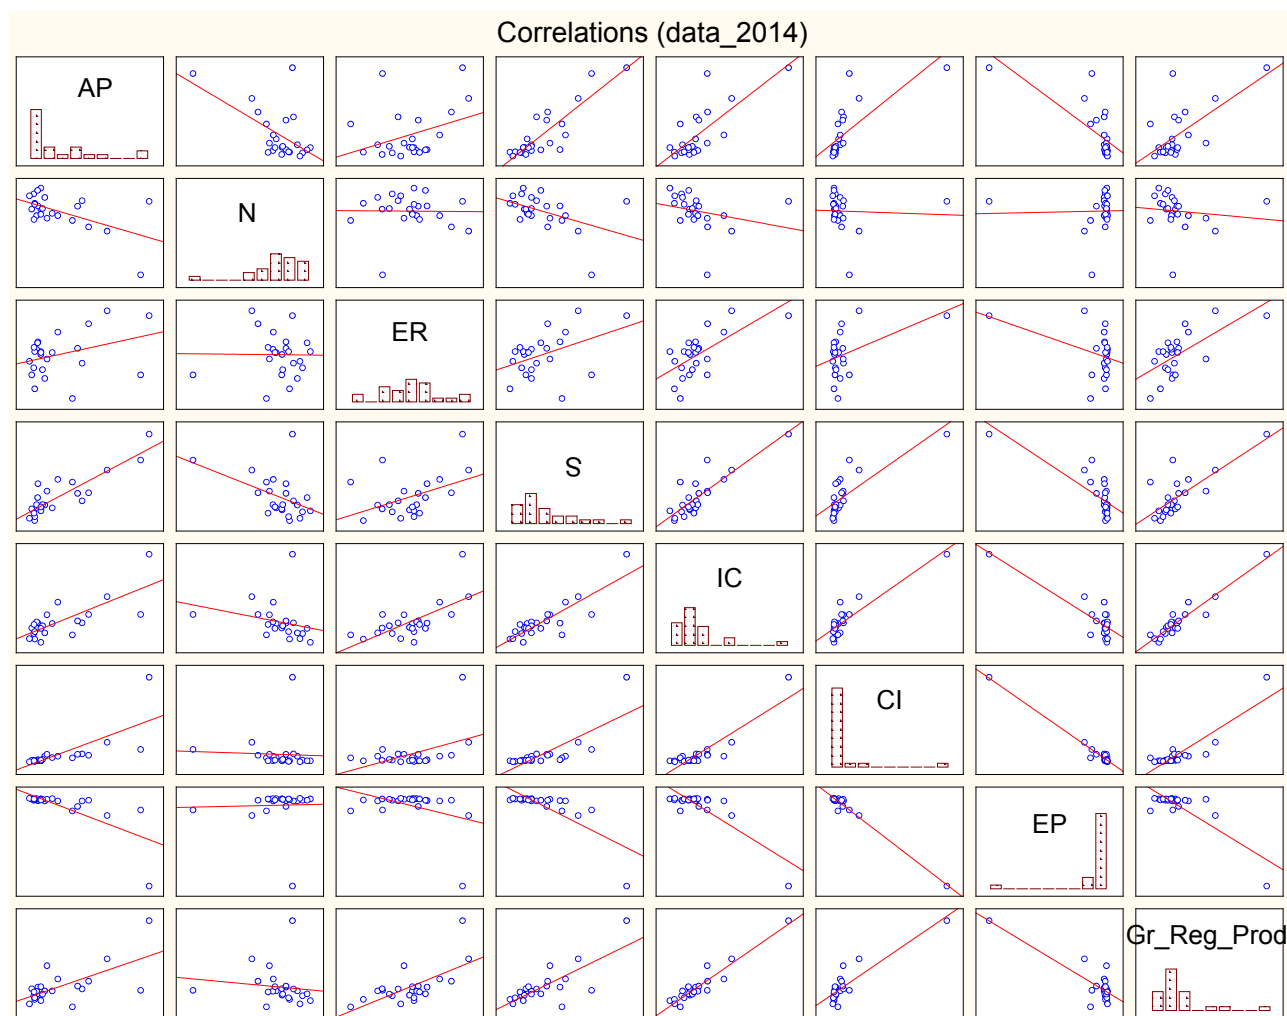 Correlations (data_2014)
AP
N
ER
S
IC
CI
EP
Gr_Reg_Prod